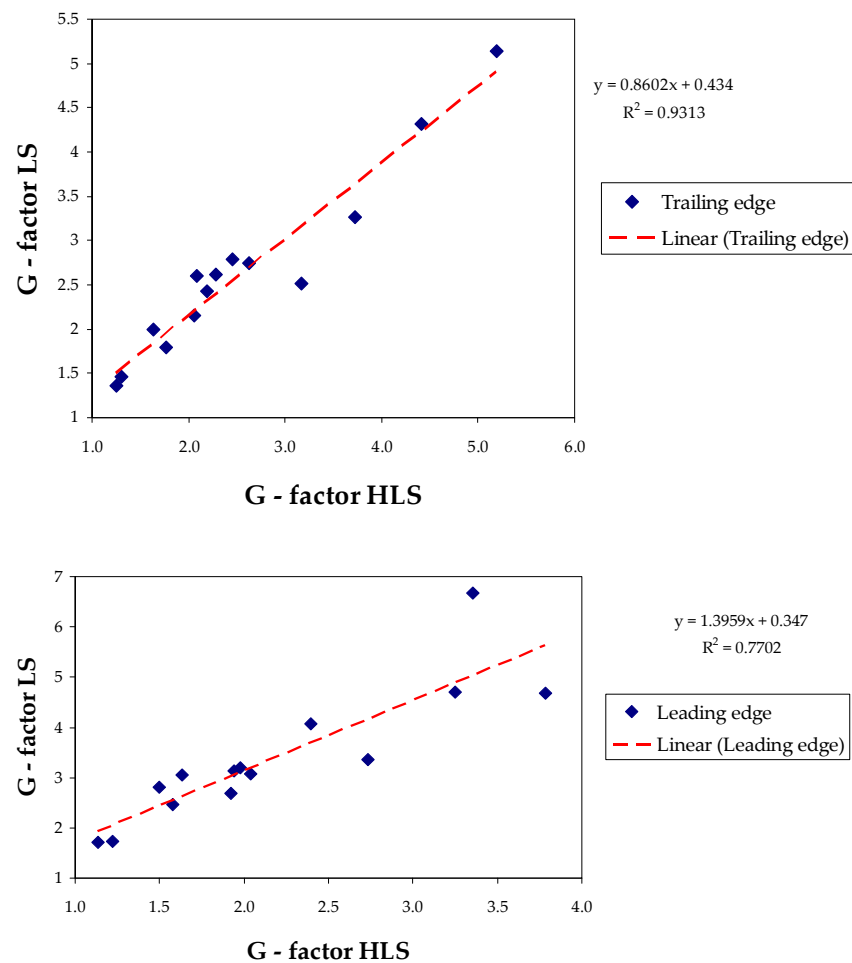 5.5
5
4.5
4
3.5
3
2.5
2
1.5
1
G - factor LS
1.0 2.0 3.0 4.0 5.0 6.0
G - factor HLS
y = 0.8602x + 0.434
R² = 0.9313
Trailing edge
Linear (Trailing edge)
7
6
5
4
3
2
1
G - factor LS
1.0 1.5 2.0 2.5 3.0 3.5 4.0
G - factor HLS
y = 1.3959x + 0.347
R² = 0.7702
Leading edge
Linear (Leading edge)